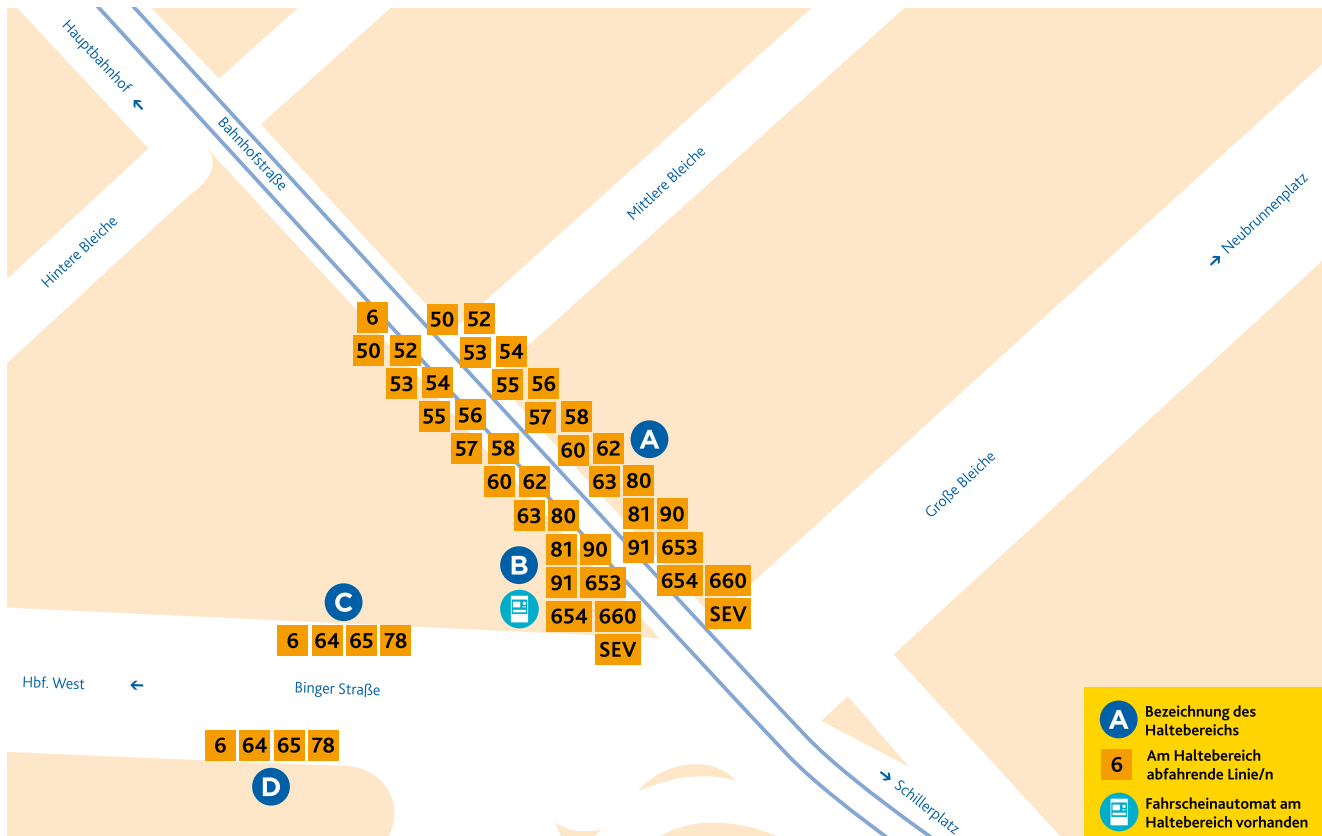 Hauptbahnhof
Bahnhofstraße
Hintere Bleiche
Mittlere Bleiche
Neubrunnenplatz
Große Bleiche
6
50 52
53 54
55 56
57 58
60 62
63 80
81 90
91 653
654 660
SEV
B
50 52
53 54
55 56
57 58
60 62
A
63 80
81 90
91 653
654 660
SEV
C
6 64 65 78
Hbf. West
Binger Straße
6 64 65 78
D
Schillerplatz
A Bezeichnung des
Haltebereichs
6 Am Haltebereich
abfahrende Linie/n
Fahrscheinautomat am
Haltebereich vorhanden